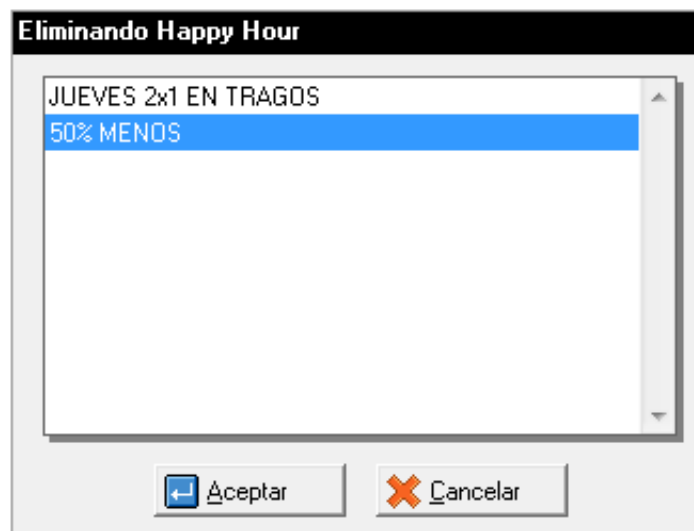 Eliminando Happy Hour
JUEVES 2x1 EN TRAGOS
50% MENOS
Aceptar
Cancelar